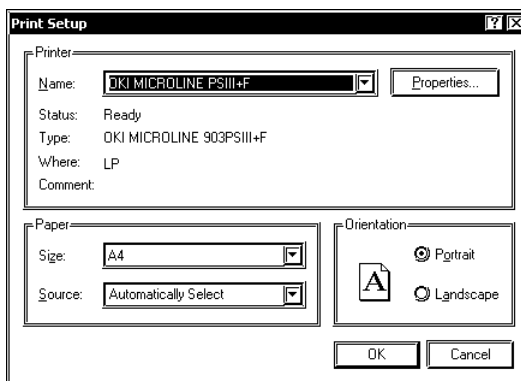 Print Setup
Printer
Name: OKI MICROLINE PSIII+F Properties...
Status: Ready
Type: OKI MICROLINE 903PSIII+F
Where: LP
Comment:
Paper
Size: A4
Source: Automatically Select
Orientation
A
Portrait
Landscape
OK Cancel